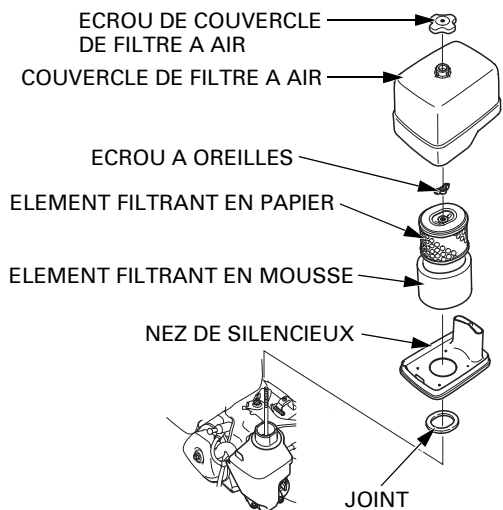 ECROU DE COUVERCLE
DE FILTRE A AIR
COUVERCLE DE FILTRE A AIR
ECROU A OREILLES
ELEMENT FILTRANT EN PAPIER
ELEMENT FILTRANT EN MOUSSE
NEZ DE SILENCIEUX
JOINT